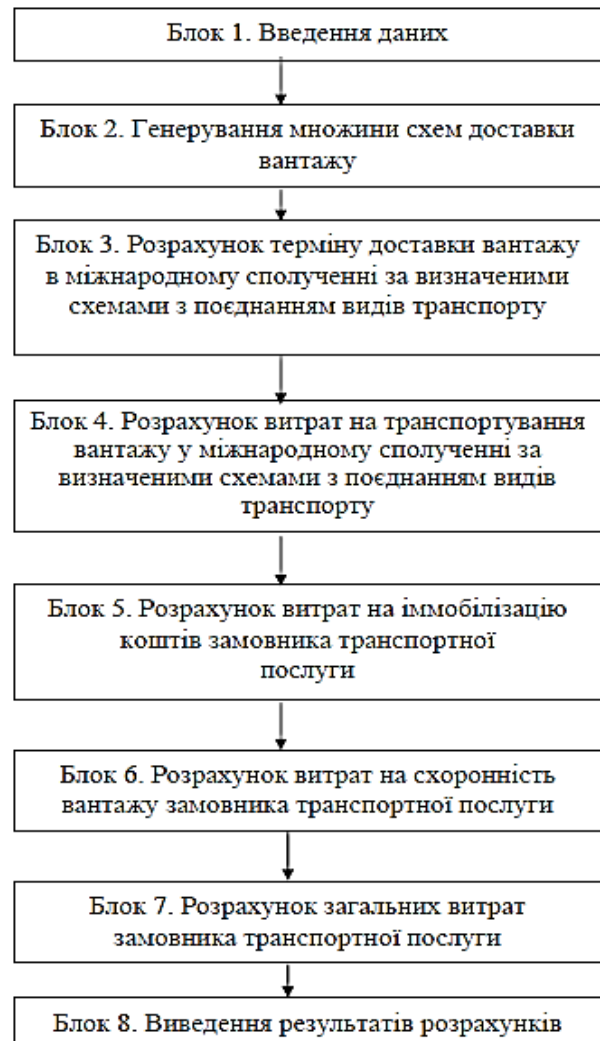 Блок 1. Введення даних
Блок 2. Генерування множини схем доставки
вантажу
Блок 3. Розрахунок терміну доставки вантажу
в міжнародному сполученні за визначеними
схемами з поєднанням видів транспорту
Блок 4. Розрахунок витрат на транспортування
вантажу у міжнародному сполученні за
визначеними схемами з поєднанням видів
транспорту
Блок 5. Розрахунок витрат на іммобілізацію
коштів замовника транспортної
послуги
Блок 6. Розрахунок витрат на схоронність
вантажу замовника транспортної послуги
Блок 7. Розрахунок загальних витрат
замовника транспортної послуги
Блок 8. Виведення результатів розрахунків